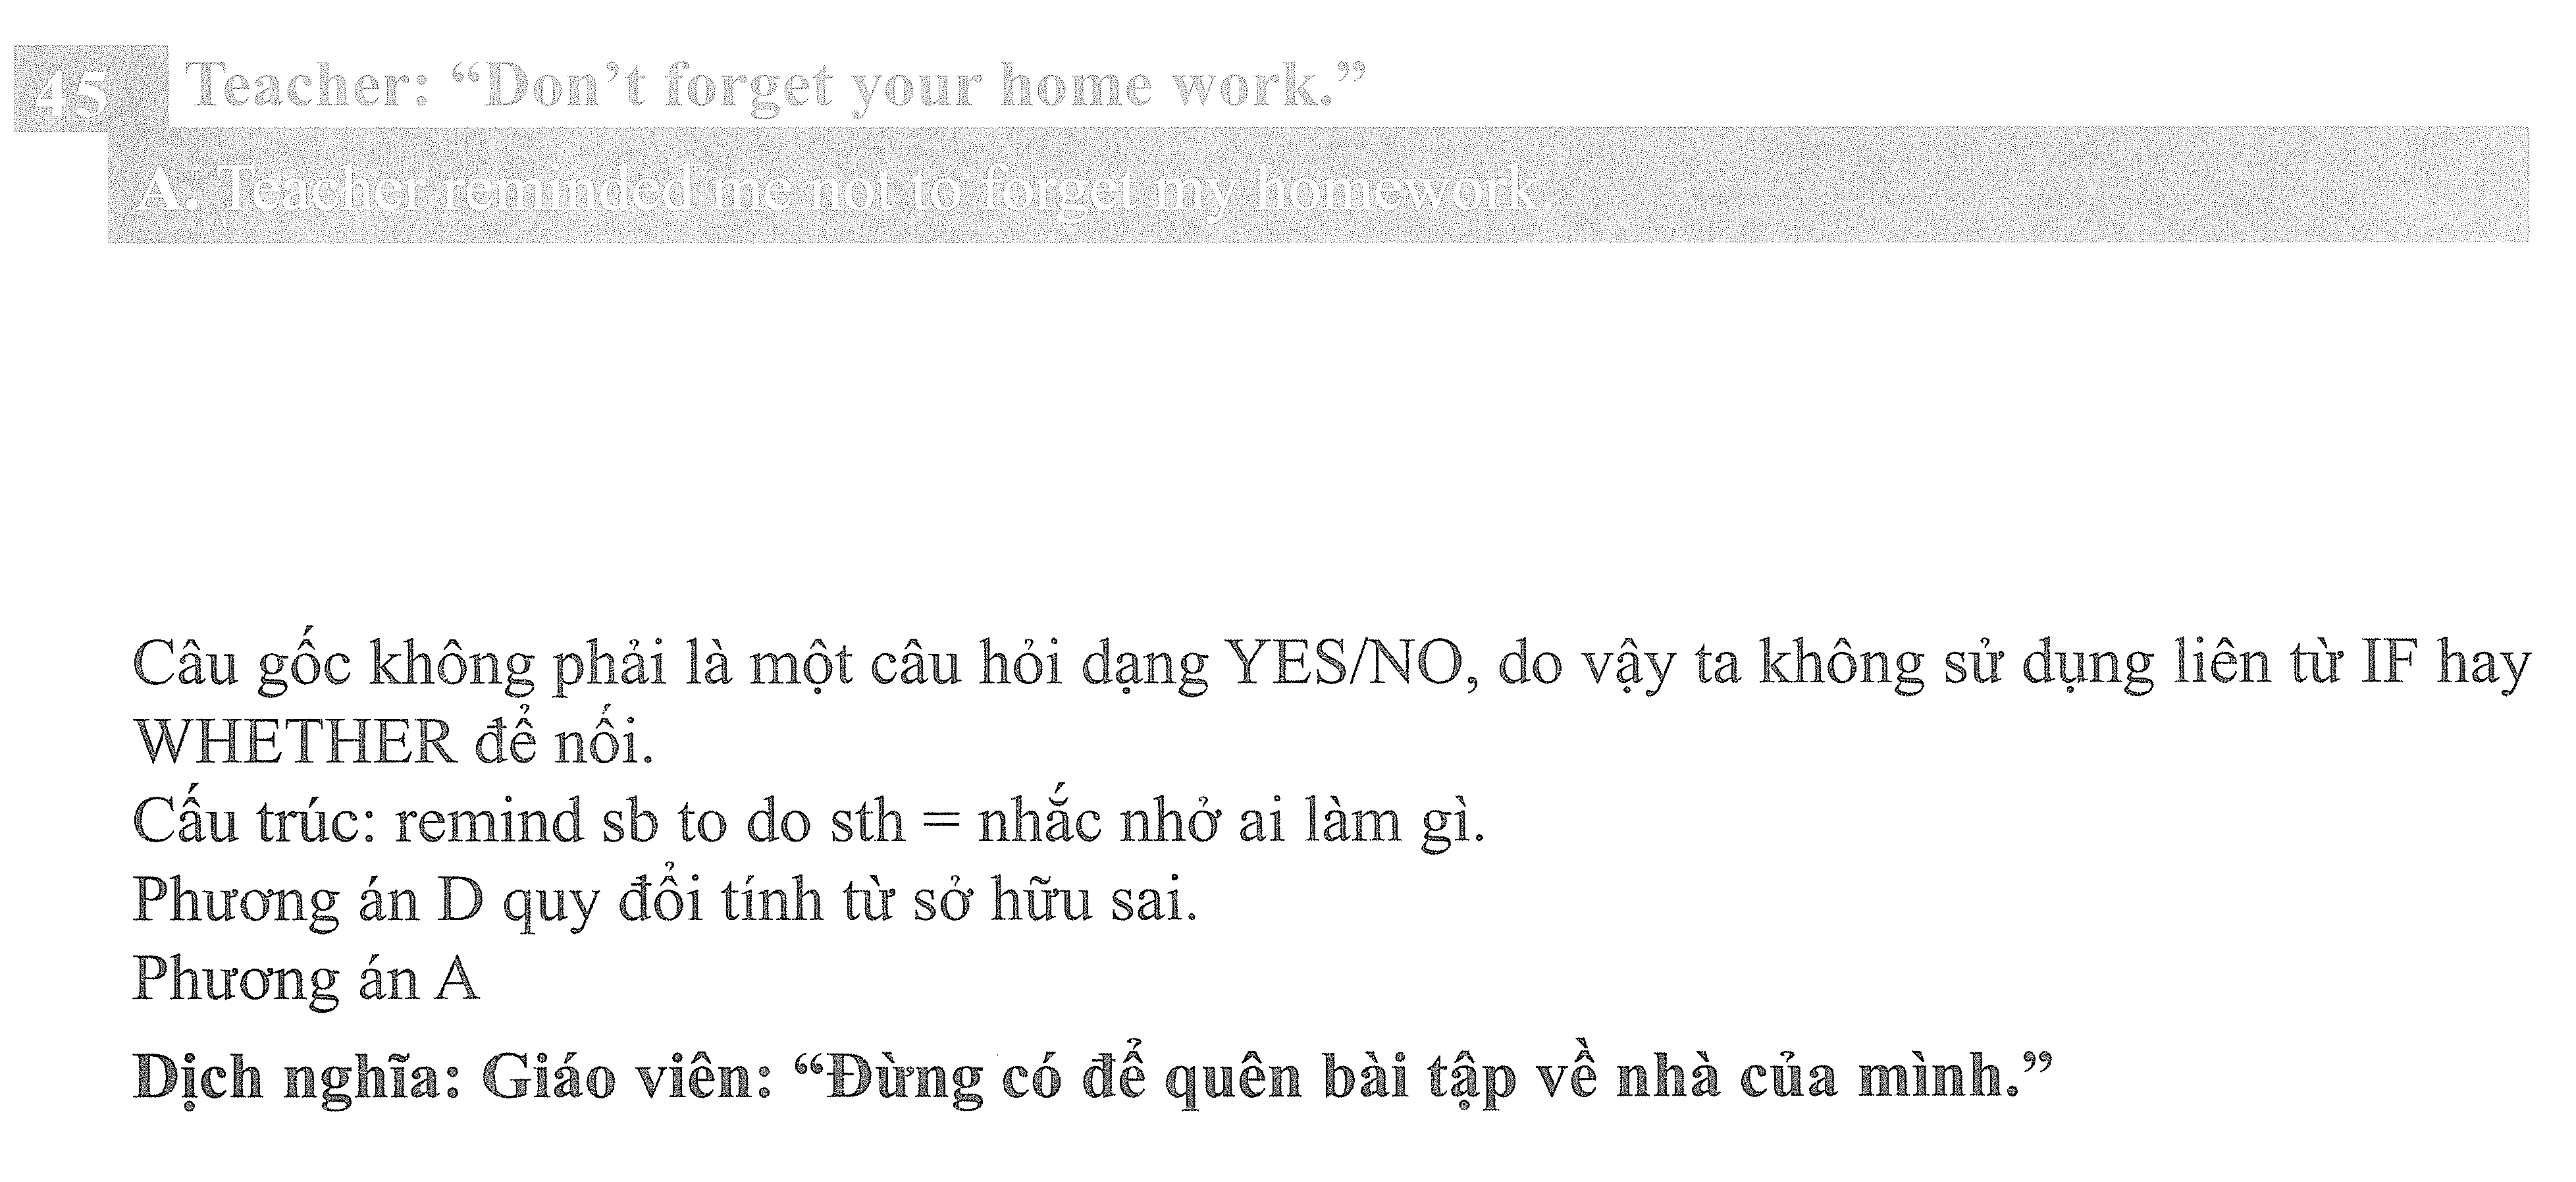 45 Teacher: “Don’t forget your home work.”
A. Teacher reminded me not to forget my homework.
Câu gốc không phải là một câu hỏi dạng YES/NO, do vậy ta không sử dụng liên từ IF hay
WHETHER để nối.
Cấu trúc: remind sb to do sth = nhắc nhở ai làm gì.
Phương án D quy đổi tính từ sở hữu sai.
Phương án A
Dịch nghĩa: Giáo viên: “Đừng có để quên bài tập về nhà của mình.”